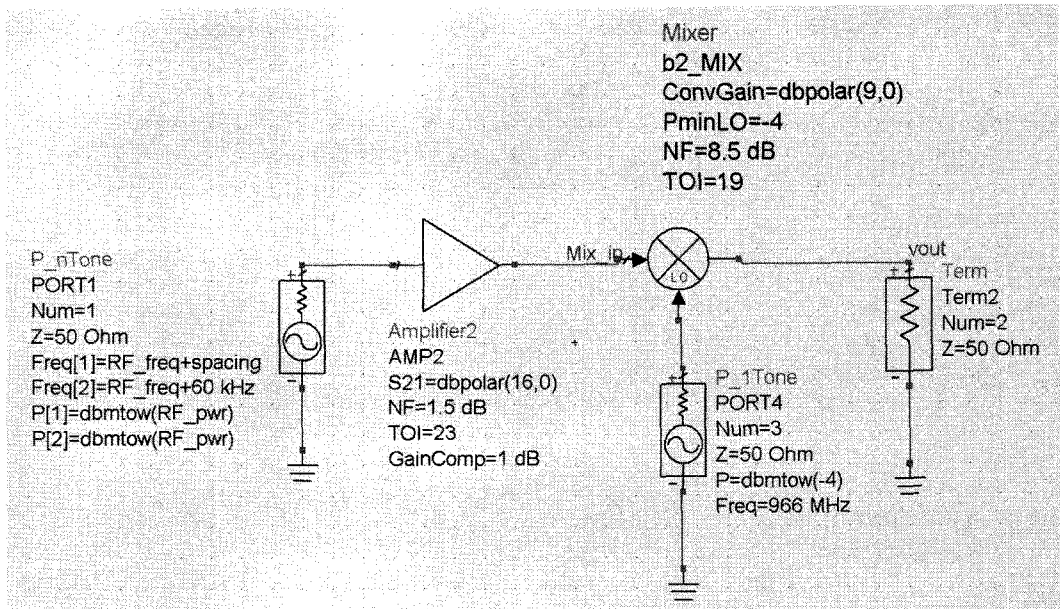 Mixer
b2_MIX
ConvGain=dbpolar(9,0)
PminLO=-4
NF=8.5 dB
TOI=19
P_nTone
PORT1
Num=1
Z=50 Ohm
Freq[1]=RF_freq+spacing
Freq[2]=RF_freq+60 kHz
P[1]=dbmtow(RF_pwr)
P[2]=dbmtow(RF_pwr)
Amplifier2
AMP2
S21=dbpolar(16,0)
NF=1.5 dB
TOI=23
GainComp=1 dB
Mix_in
LO
P_1Tone
PORT4
Num=3
Z=50 Ohm
P=dbmtow(-4)
Freq=966 MHz
vout
Term
Term2
Num=2
Z=50 Ohm